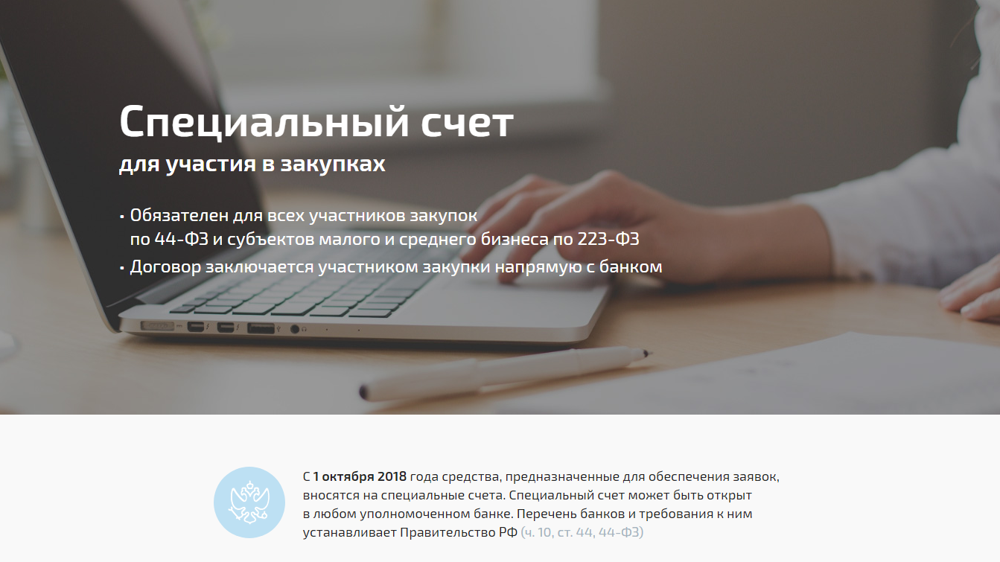 Специальный счет
для участия в закупках
• Обязателен для всех участников закупок
по 44-ФЗ и субъектов малого и среднего бизнеса по 223-ФЗ
• Договор заключается участником закупки напрямую с банком
С 1 октября 2018 года средства, предназначенные для обеспечения заявок,
вносятся на специальные счета. Специальный счет может быть открыт
в любом уполномоченном банке. Перечень банков и требования к ним
устанавливает Правительство РФ (ч. 10, ст. 44, 44-ФЗ)